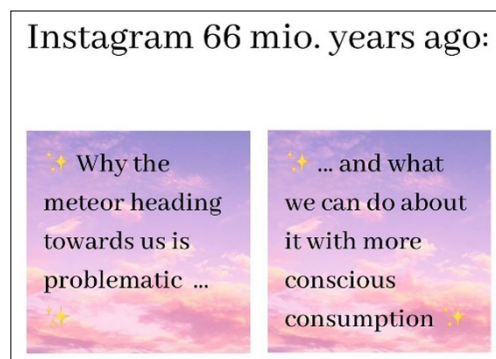 Instagram 66 mio. years ago:
✨ Why the
meteor heading
towards us is
problematic ...
✨
✨ ... and what
we can do about
it with more
conscious
consumption ✨